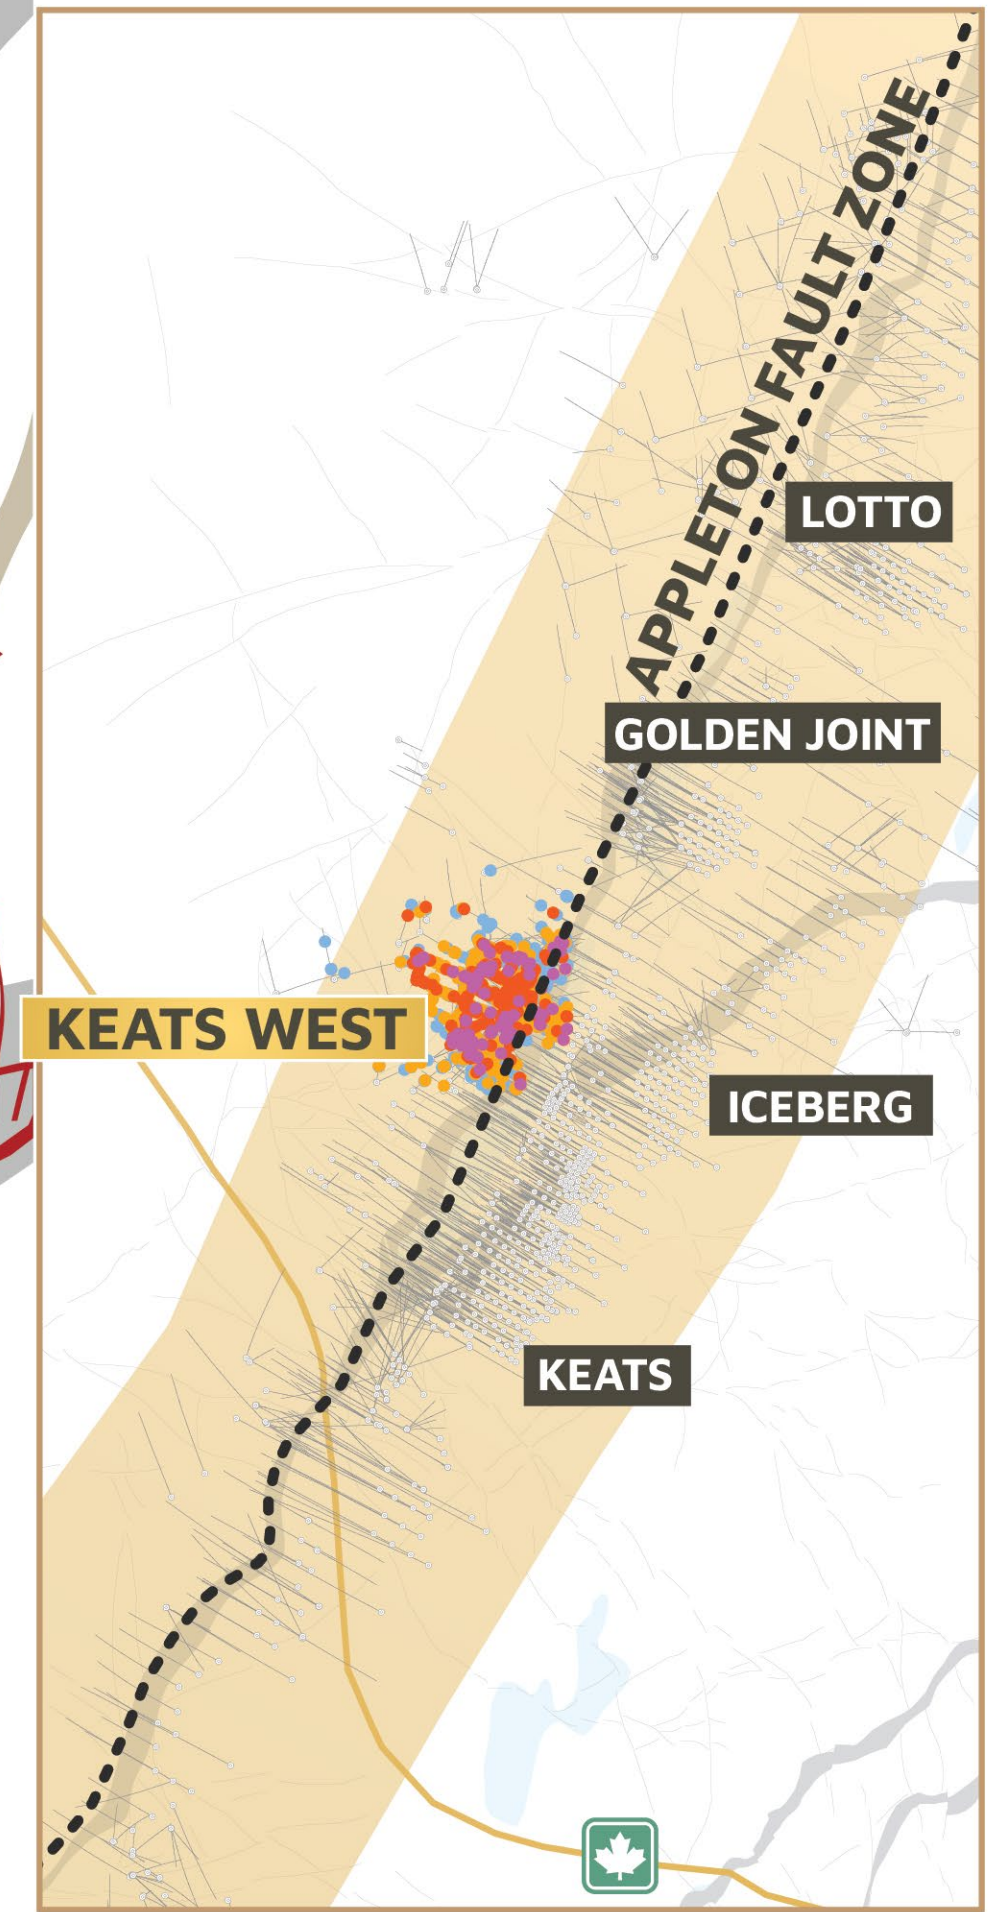 APPLETON FAULT ZONE
LOTTO
GOLDEN JOINT
KEATS WEST
ICEBERG
KEATS